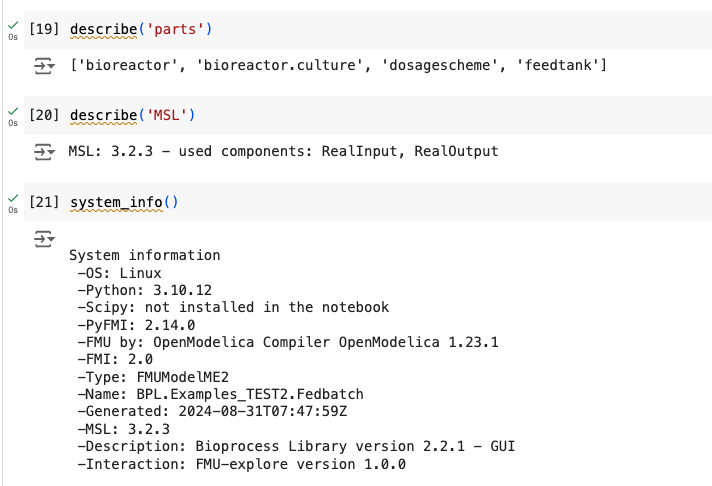 [19] describe('parts')
0s
['bioreactor', 'bioreactor.culture', 'dosagescheme', 'feedtank']
[20] describe('MSL')
0s
MSL: 3.2.3 - used components: RealInput, RealOutput
[21] system_info()
0s
System information
-OS: Linux
-Python: 3.10.12
-Scipy: not installed in the notebook
-PyFMI: 2.14.0
-FMU by: OpenModelica Compiler OpenModelica 1.23.1
-FMI: 2.0
-Type: FMUModelME2
-Name: BPL.Examples_TEST2.Fedbatch
-Generated: 2024-08-31T07:47:59Z
-MSL: 3.2.3
-Description: Bioprocess Library version 2.2.1 - GUI
-Interaction: FMU-explore version 1.0.0